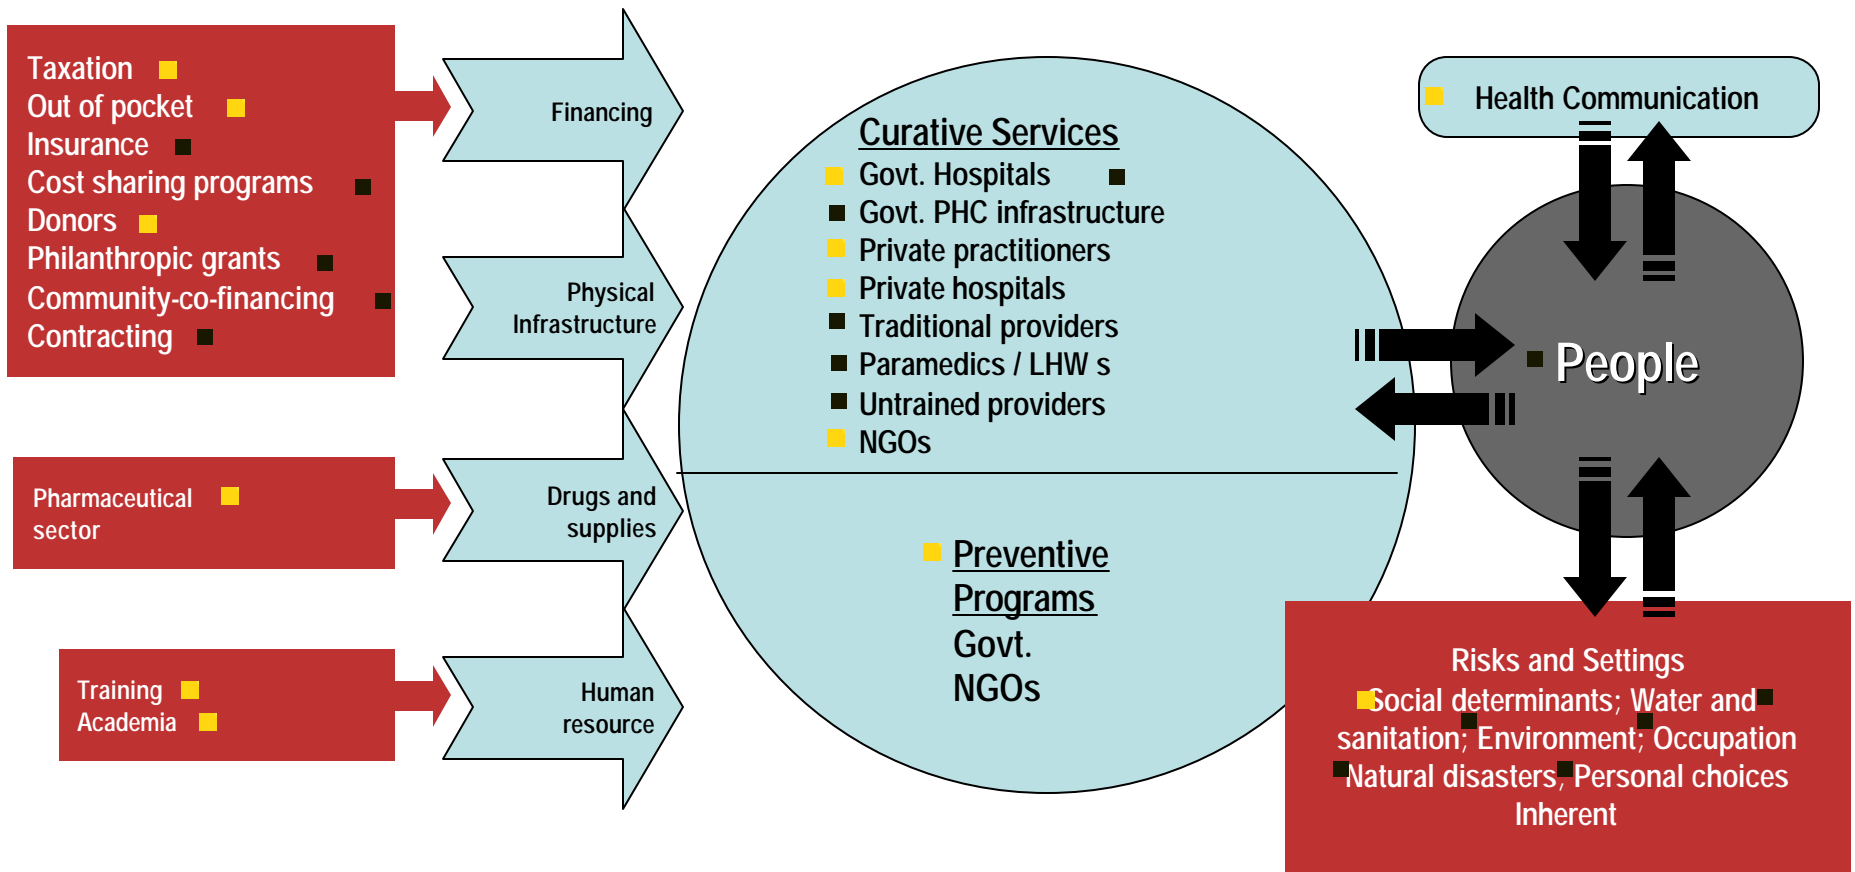 Taxation
Out of pocket
Insurance
Cost sharing programs
Donors
Philanthropic grants
Community-co-financing
Contracting
Pharmaceutical
sector
Training
Academia
Financing
Physical
Infrastructure
Drugs and
supplies
Human
resource
Curative Services
Govt. Hospitals
Govt. PHC infrastructure
Private practitioners
Private hospitals
Traditional providers
Paramedics / LHW s
Untrained providers
NGOs
Preventive
Programs
Govt.
NGOs
Health Communication
People
Risks and Settings
Social determinants; Water and
sanitation; Environment; Occupation
Natural disasters; Personal choices
Inherent